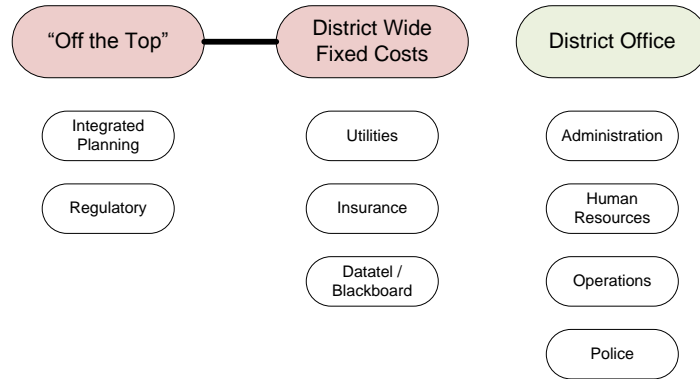 “Off the Top”
District Wide
Fixed Costs
District Office
Integrated
Planning
Utilities
Administration
Regulatory
Insurance
Human
Resources
Datatel /
Blackboard
Operations
Police